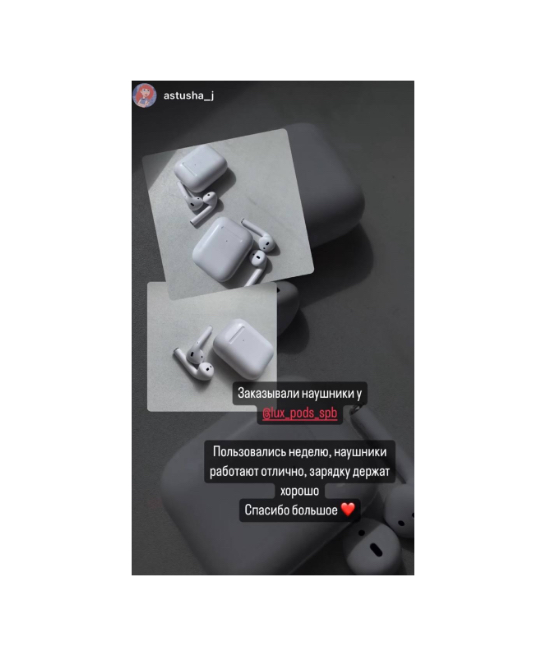 astusha_j
Заказывали наушники у
@lux_pods_spb
Пользовались неделю, наушники
работают отлично, зарядку держат
хорошо
Спасибо большое ❤️